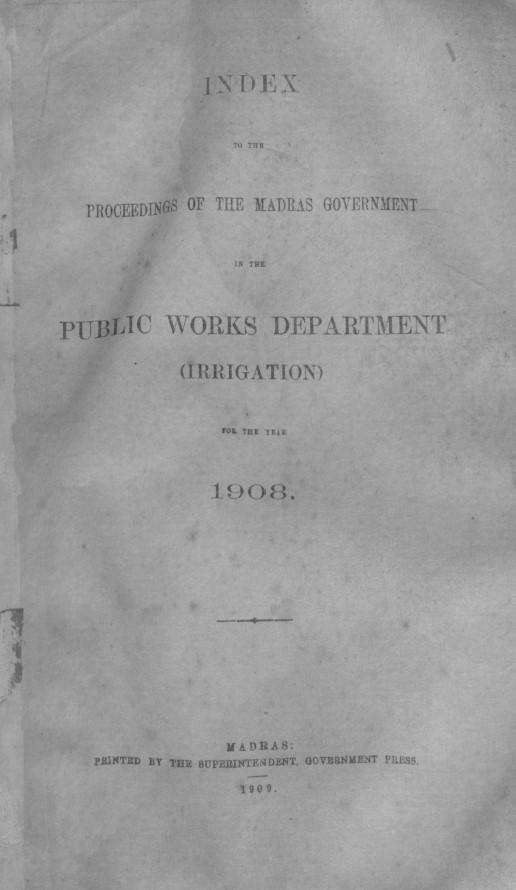 INDEX
TO THE
PROCEEDINGS OF THE MADRAS GOVERNMENT
IN THE
PUBLIC WORKS DEPARTMENT
(IRRIGATION)
FOR THE YEAR
1908.
MADRAS:
PRINTED BY THE SUPERINTENDENT, GOVERNMENT PRESS.
1909.